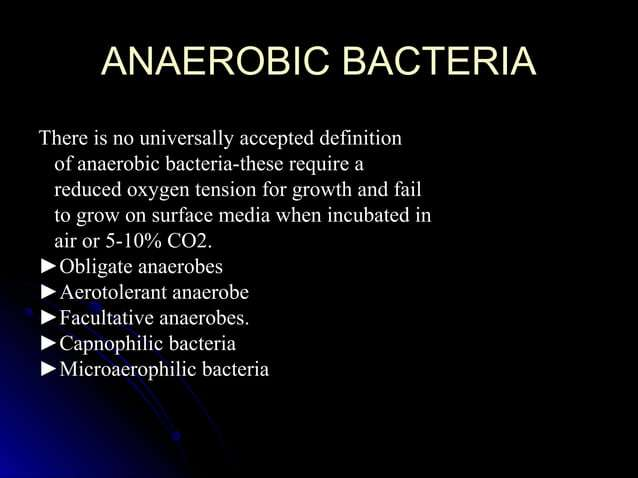 ANAEROBIC BACTERIA
There is no universally accepted definition
of anaerobic bacteria-these require a
reduced oxygen tension for growth and fail
to grow on surface media when incubated in
air or 5-10% CO2.
►Obligate anaerobes
►Aerotolerant anaerobe
►Facultative anaerobes.
►Capnophilic bacteria
►Microaerophilic bacteria